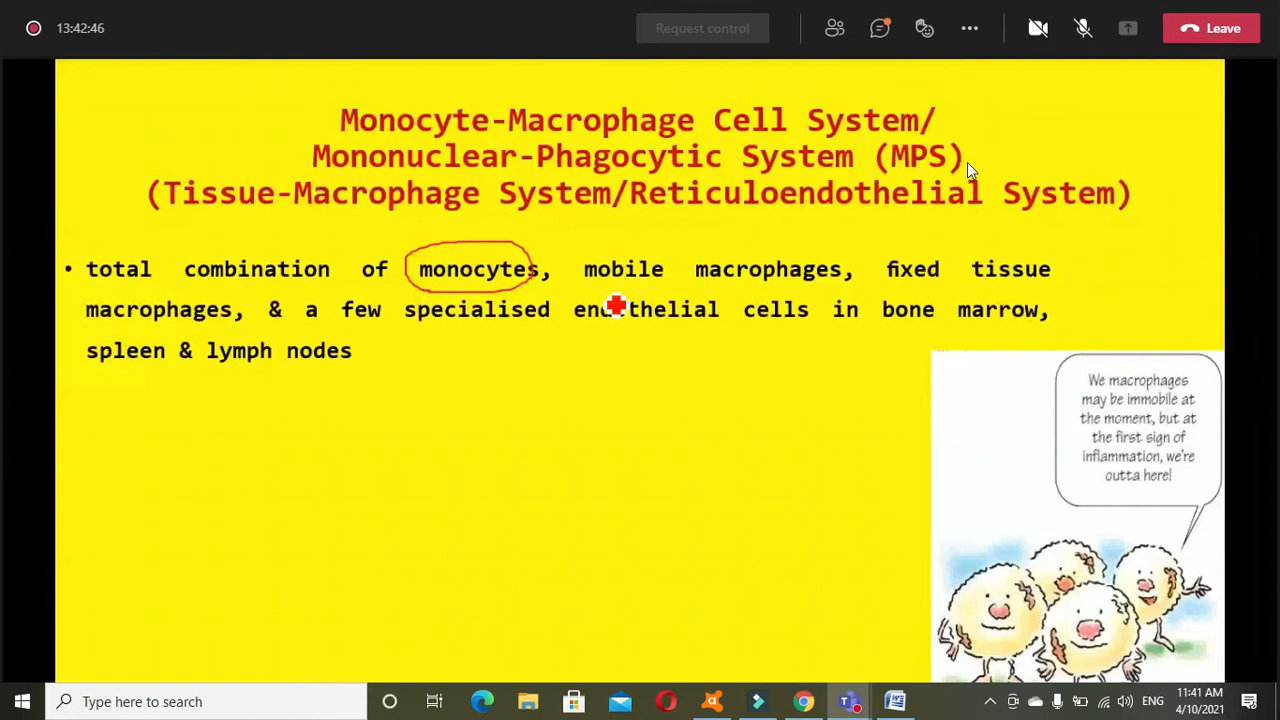 13:42:46
Request control
Leave
Monocyte-Macrophage Cell System/
Mononuclear-Phagocytic System (MPS)
(Tissue-Macrophage System/Reticuloendothelial System)
• total combination of monocytes, mobile macrophages, fixed tissue
macrophages, & a few specialised endothelial cells in bone marrow,
spleen & lymph nodes
We macrophages
may be immobile at
the moment, but at
the first sign of
inflammation, we're
outta here!
Type here to search
ENG
11:41 AM
4/10/2021